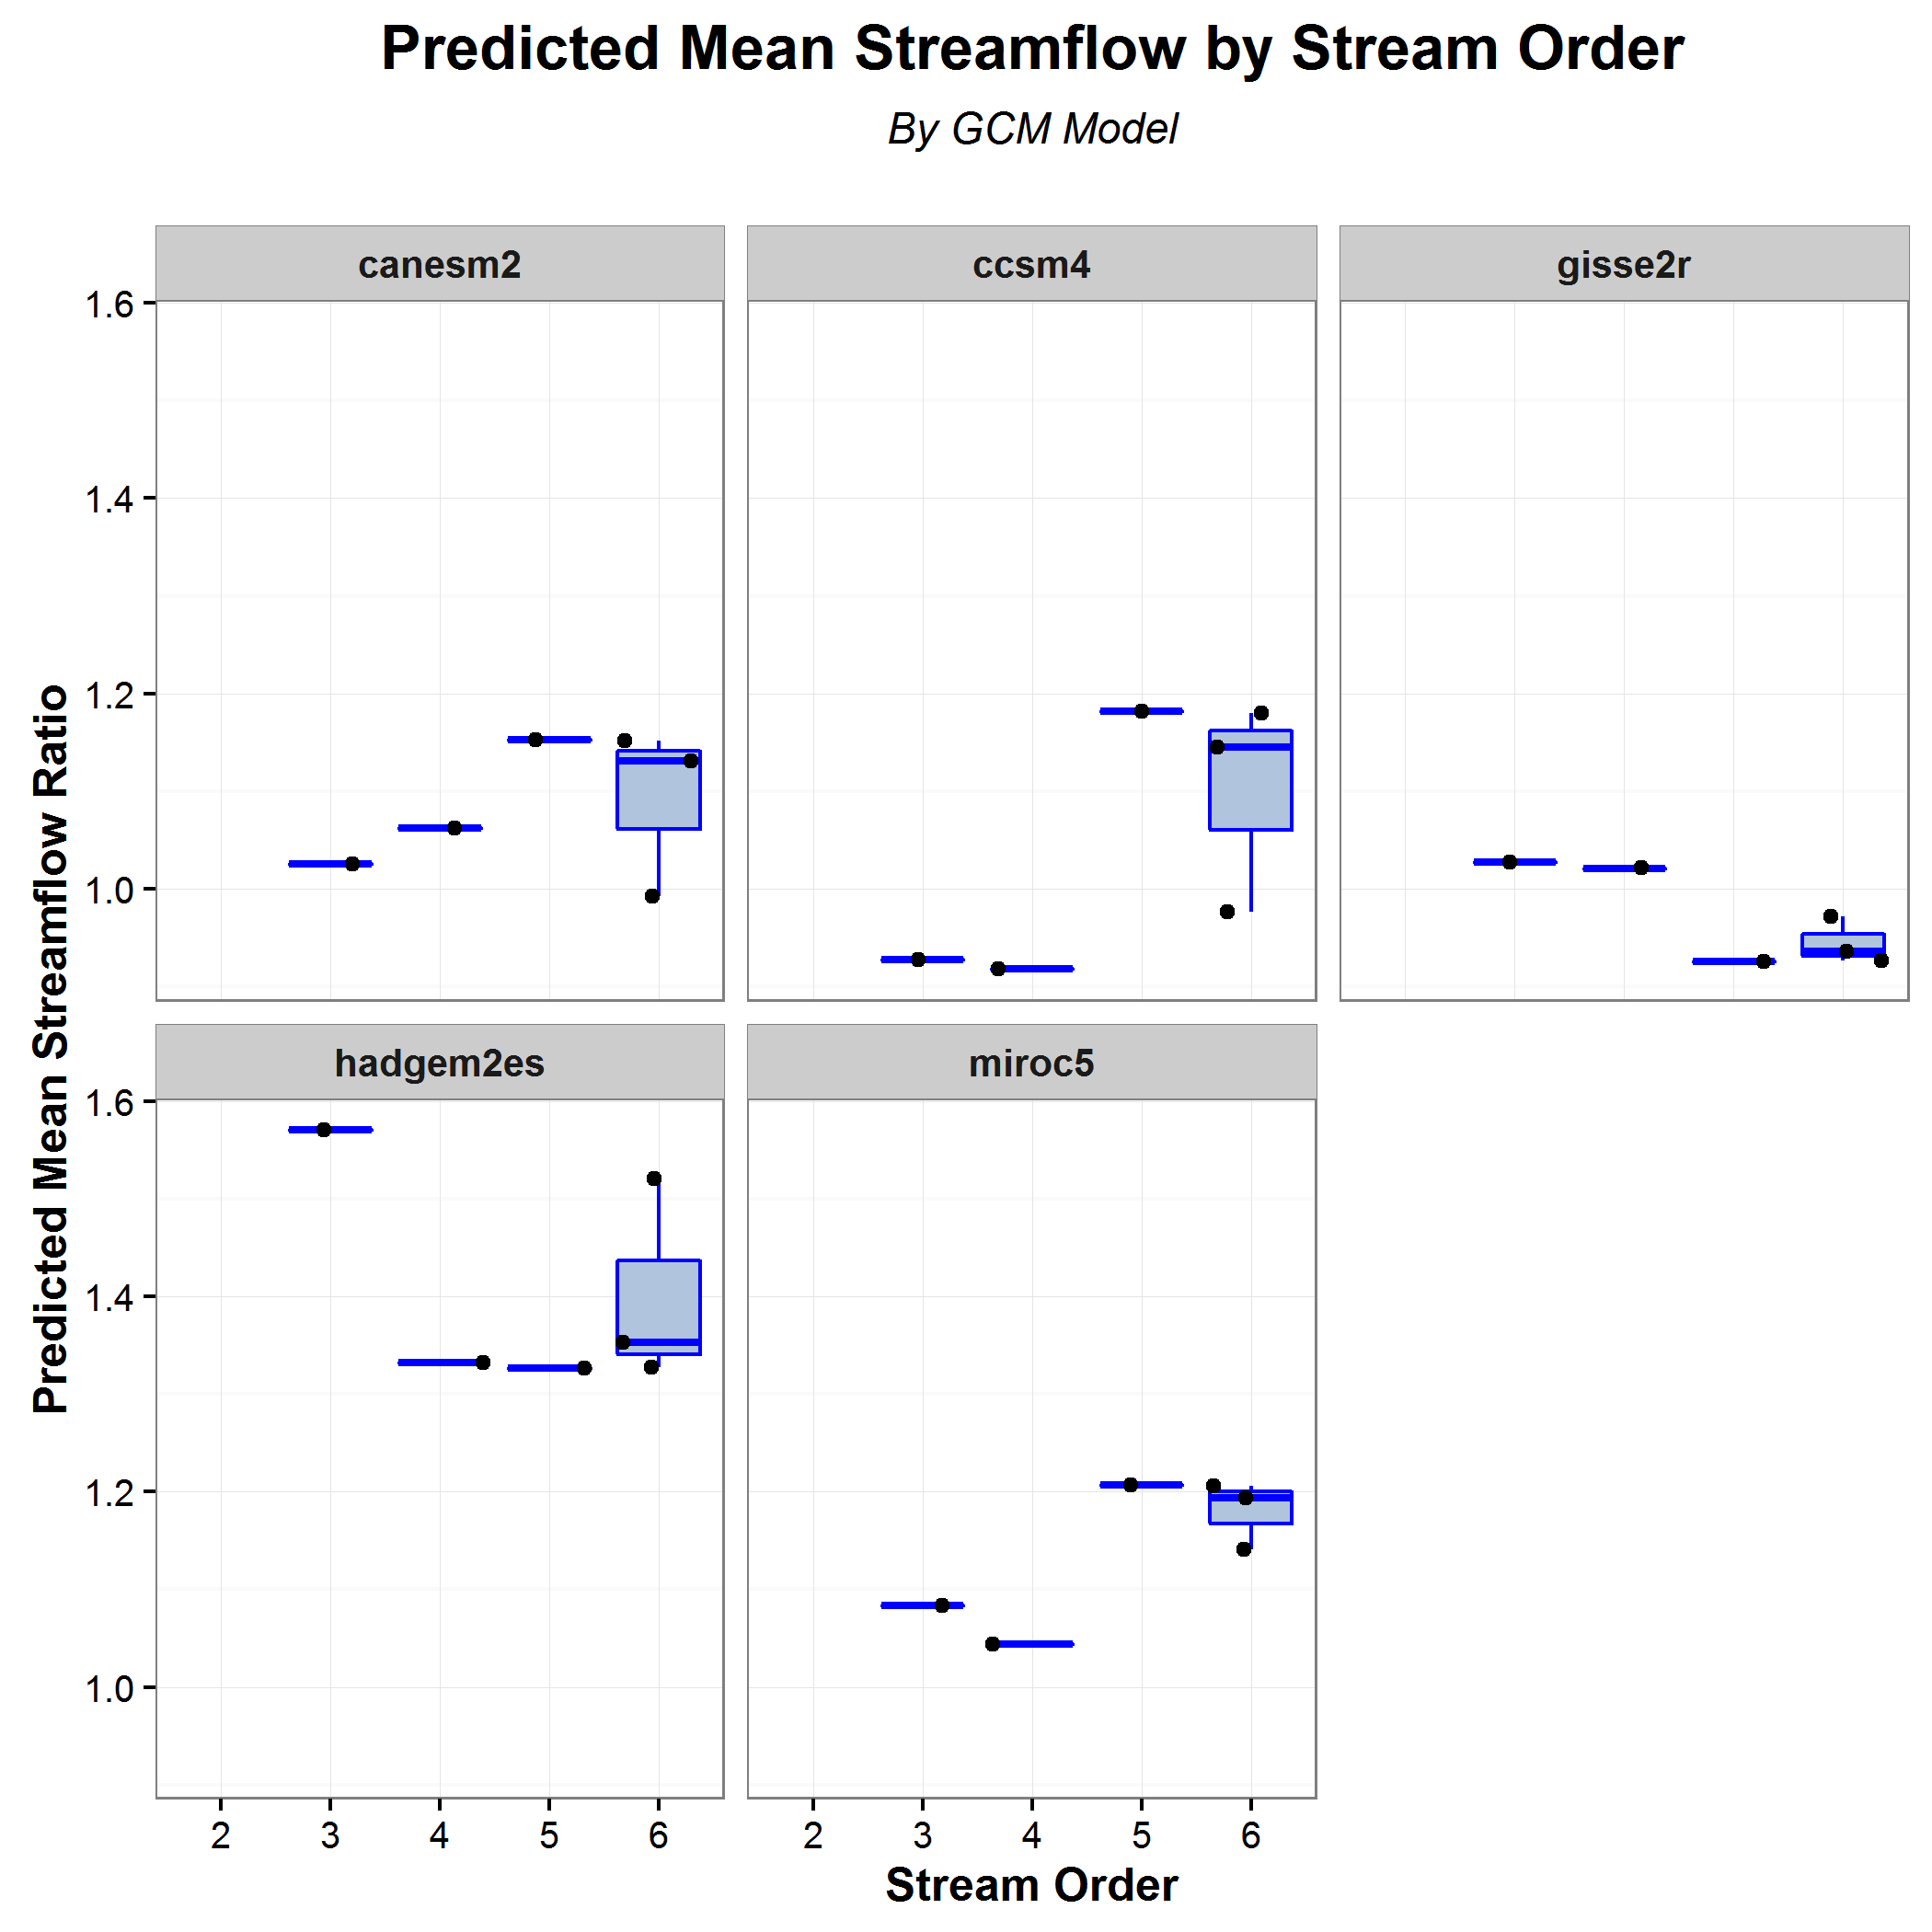 Predicted Mean Streamflow by Stream Order
By GCM Model
canesm2
ccsm4
gisse2r
1.6
1.4
1.2
1.0
Predicted Mean Streamflow Ratio
hadgem2es
miroc5
1.6
1.4
1.2
1.0
2 3 4 5 6
2 3 4 5 6
Stream Order